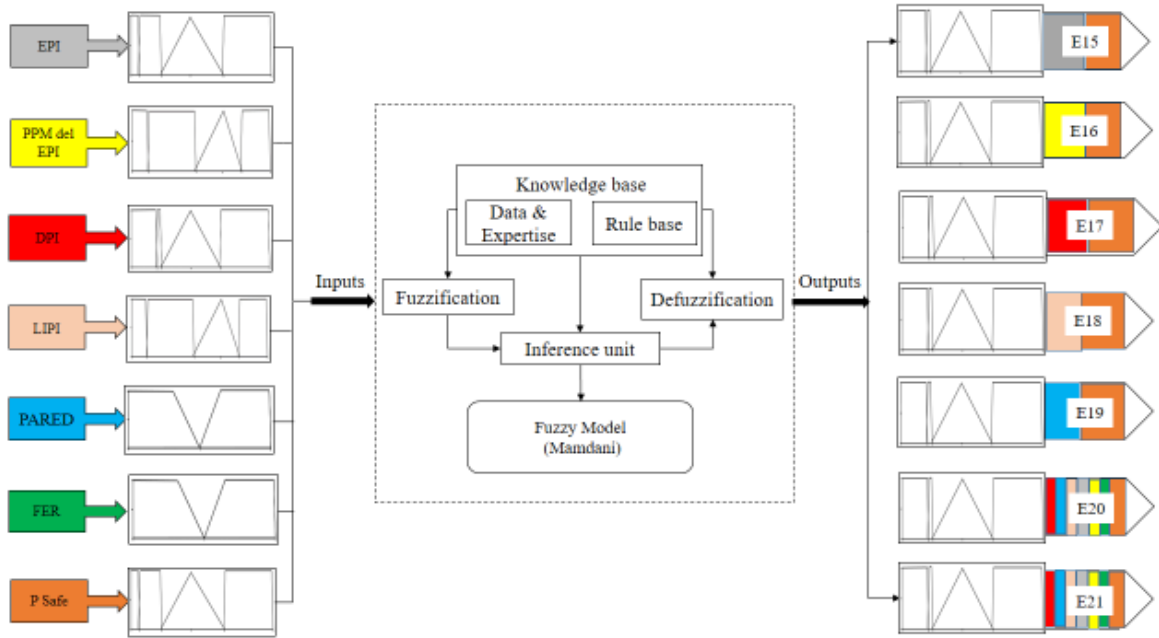 EPI
PPM del
EPI
DPI
LIPI
PARED
FER
P Safe
Inputs
Knowledge base
Data &
Expertise
Rule base
Fuzzification
Defuzzification
Inference unit
Fuzzy Model
(Mamdani)
Outputs
E15
E16
E17
E18
E19
E20
E21